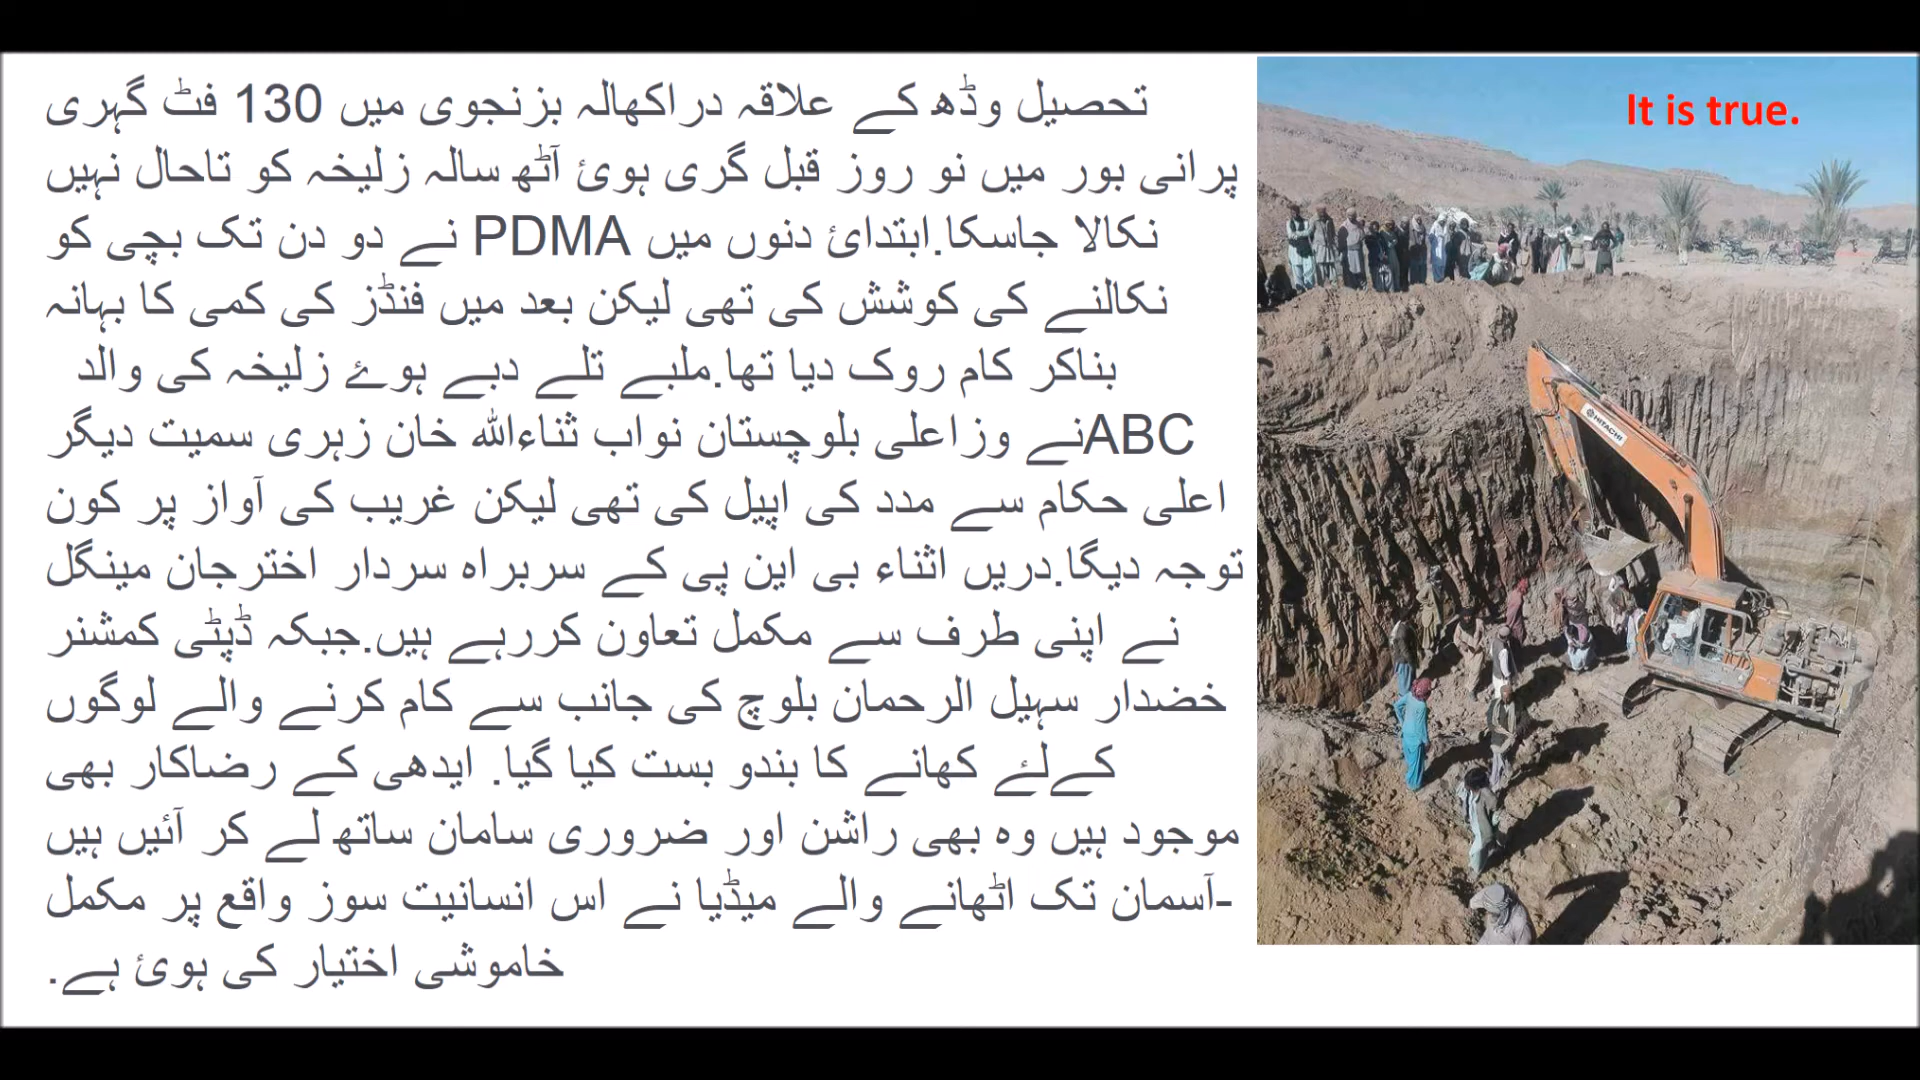 تحصیل وڈھ کے علاقہ دراکھالہ بزنجوی میں 130 فٹ گہری
پرانی بور میں نو روز قبل گری ہوئ آٹھ سالہ زلیخہ کو تاحال نہیں
نکالا جاسکا.ابتدائ دنوں میں PDMA نے دو دن تک بچی کو
نکالنے کی کوشش کی تھی لیکن بعد میں فنڈز کی کمی کا بہانہ
بناکر کام روک دیا تھا.ملبے تلے دبے ہوۓ زلیخہ کی والد
ABCنے وزاعلی بلوچستان نواب ثناءاللہ خان زہری سمیت دیگر
اعلی حکام سے مدد کی اپیل کی تھی لیکن غریب کی آواز پر کون
توجہ دیگا.دریں اثناء بی این پی کے سربراہ سردار اخترجان مینگل
نے اپنی طرف سے مکمل تعاون کررہے ہیں.جبکہ ڈپٹی کمشنر
خضدار سہیل الرحمان بلوچ کی جانب سے کام کرنے والے لوگوں
کےلۓ کھانے کا بندو بست کیا گیا. ایدھی کے رضاکار بھی
موجود ہیں وہ بھی راشن اور ضروری سامان ساتھ لے کر آئیں ہیں
-آسمان تک اٹھانے والے میڈیا نے اس انسانیت سوز واقع پر مکمل
خاموشی اختیار کی ہوئ ہے.
It is true.
HITACHI